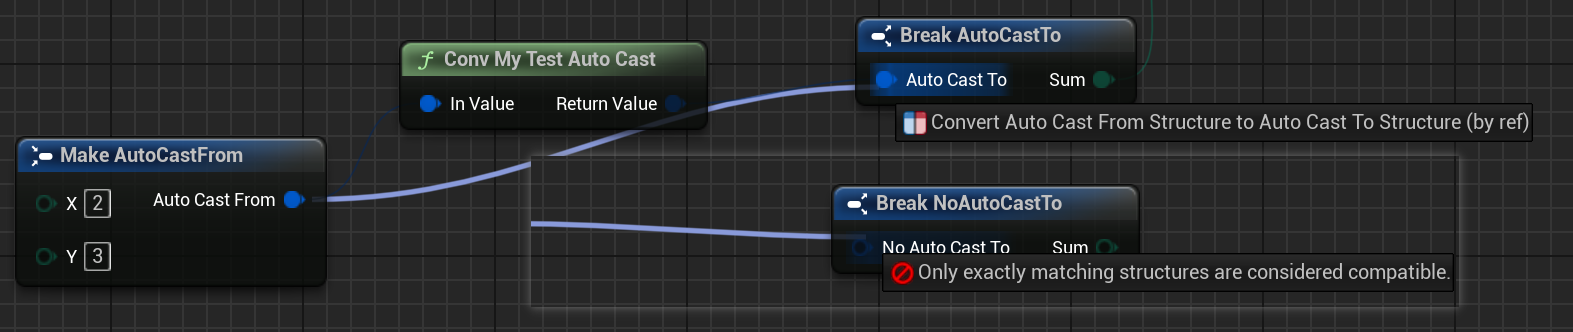 Break AutoCastTo
Auto Cast To Sum
Convert Auto Cast From Structure to Auto Cast To Structure (by ref)
f Conv My Test Auto Cast
In Value Return Value
Make AutoCastFrom
X 2 Auto Cast From
Y 3
Break NoAutoCastTo
No Auto Cast To Sum
Only exactly matching structures are considered compatible.